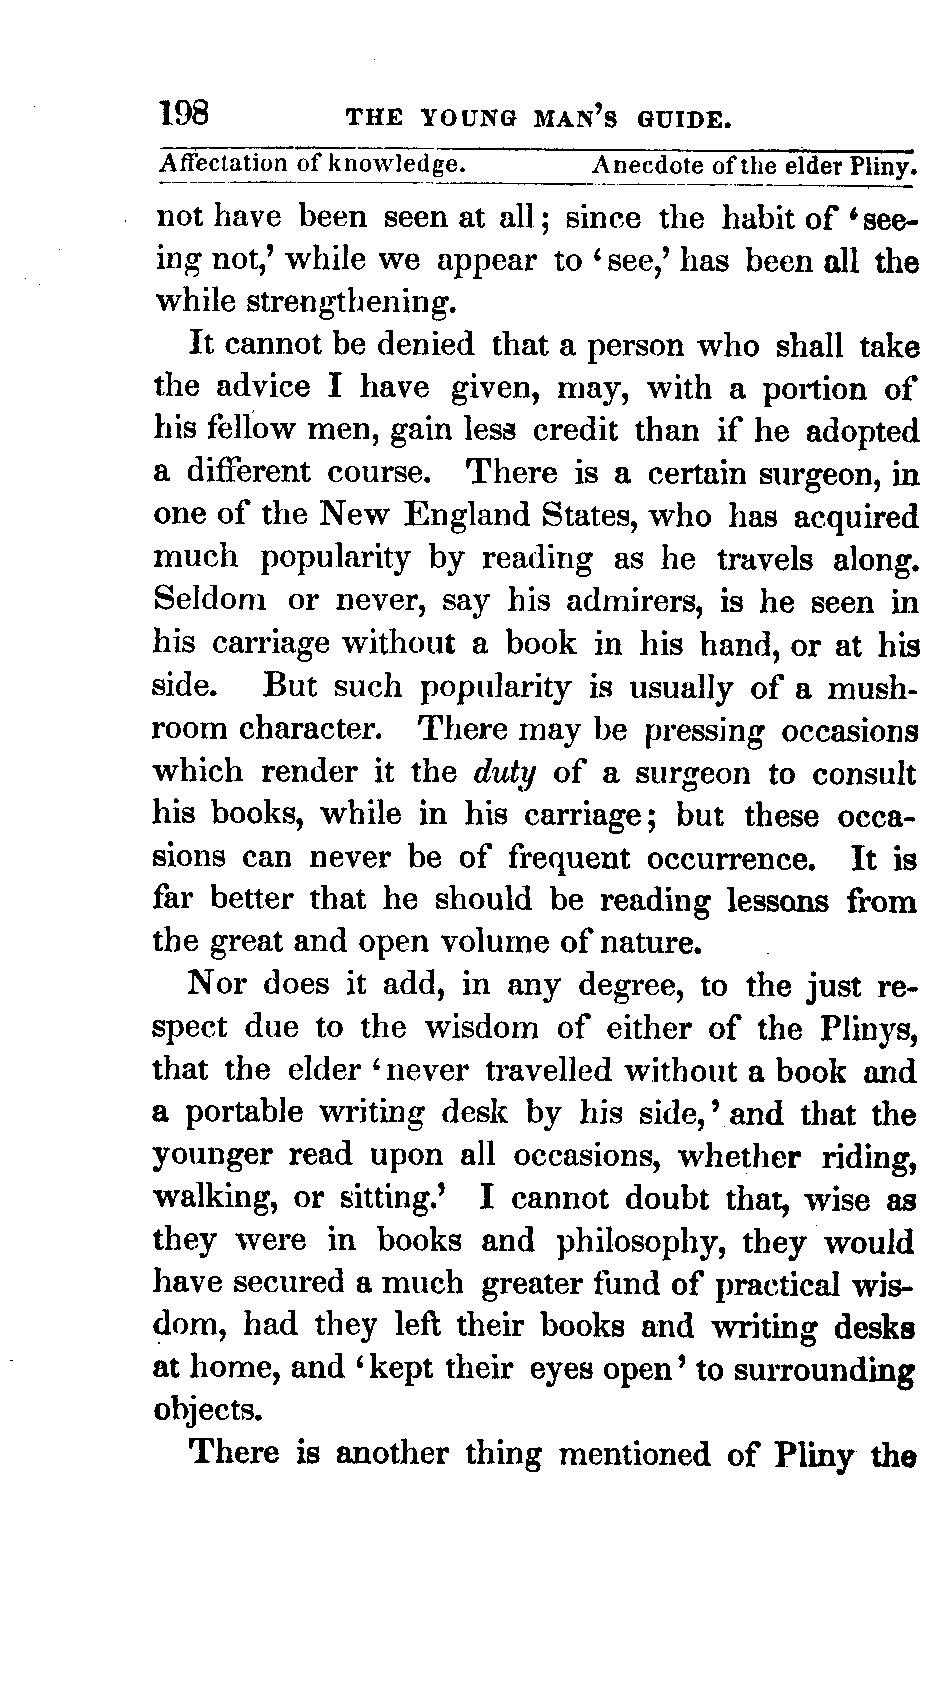 198 THE YOUNG MAN'S GUIDE.
Affectation of knowledge. Anecdote of the elder Pliny.
not have been seen at all; since the habit of ‘see-
ing not,’ while we appear to ‘see,’ has been all the
while strengthening.
It cannot be denied that a person who shall take
the advice I have given, may, with a portion of
his fellow men, gain less credit than if he adopted
a different course. There is a certain surgeon, in
one of the New England States, who has acquired
much popularity by reading as he travels along.
Seldom or never, say his admirers, is he seen in
his carriage without a book in his hand, or at his
side. But such popularity is usually of a mush-
room character. There may be pressing occasions
which render it the duty of a surgeon to consult
his books, while in his carriage; but these occa-
sions can never be of frequent occurrence. It is
far better that he should be reading lessons from
the great and open volume of nature.
Nor does it add, in any degree, to the just re-
spect due to the wisdom of either of the Plinys,
that the elder ‘never travelled without a book and
a portable writing desk by his side,’ and that the
younger read upon all occasions, whether riding,
walking, or sitting.’ I cannot doubt that, wise as
they were in books and philosophy, they would
have secured a much greater fund of practical wis-
dom, had they left their books and writing desks
at home, and ‘kept their eyes open’ to surrounding
objects.
There is another thing mentioned of Pliny the